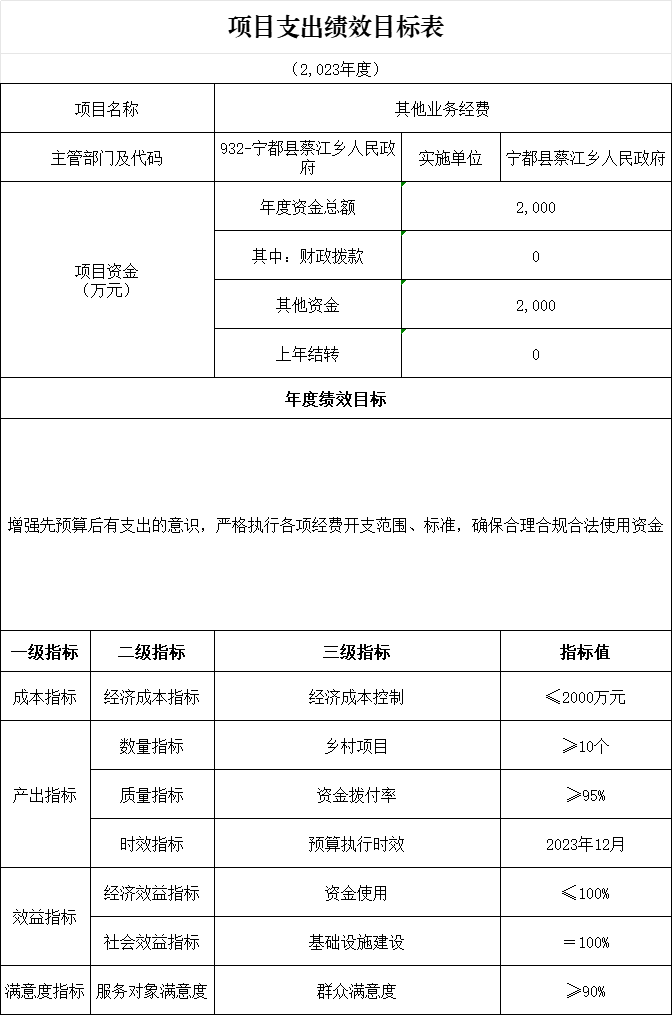 项目支出绩效目标表
（2,023年度）
项目名称 其他业务经费
主管部门及代码 932-宁都县蔡江乡人民政
府 实施单位 宁都县蔡江乡人民政府
项目资金
（万元）
年度资金总额 2,000
其中：财政拨款 0
其他资金 2,000
上年结转 0
年度绩效目标
增强先预算后有支出的意识，严格执行各项经费开支范围、标准，确保合理合规合法使用资金
一级指标 二级指标 三级指标 指标值
成本指标 经济成本指标 经济成本控制 ≤2000万元
产出指标 数量指标 乡村项目 ≥10个
质量指标 资金拨付率 ≥95%
时效指标 预算执行时效 2023年12月
效益指标 经济效益指标 资金使用 ≤100%
社会效益指标 基础设施建设 ＝100%
满意度指标 服务对象满意度 群众满意度 ≥90%